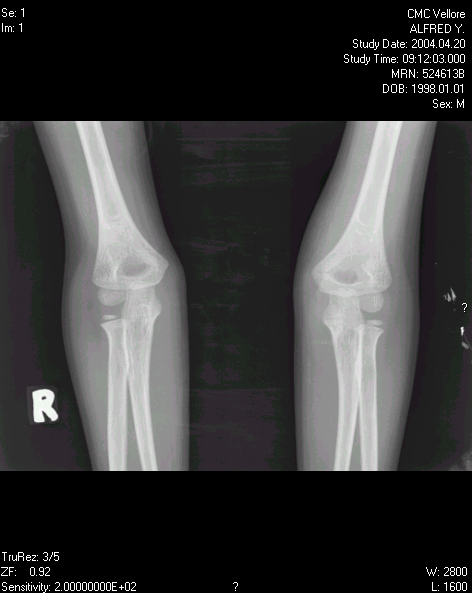 Se: 1
Im: 1
CMC Vellore
ALFRED Y.
Study Date: 2004.04.20
Study Time: 09:12:03.000
MRN: 524613B
DOB: 1998.01.01
Sex: M
?
R
TruRez: 3/5
ZF: 0.92
Sensitivity: 2.00000000E+02
?
W: 2800
L: 1600